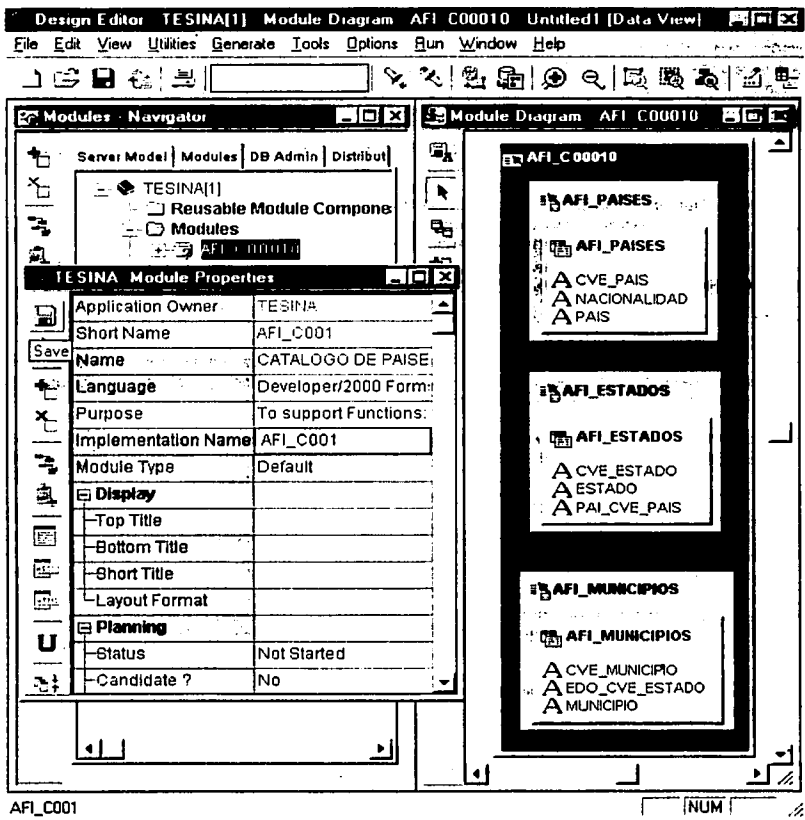 Design Editor TESINA[1] Module Diagram AFI_C00010 Untitled1 [Data View]
File Edit View Utilities Generate Tools Options Run Window Help
Modules - Navigator
Server Model Modules DB Admin Distribut
TESINA[1]
Reusable Module Compone
Modules
AFI_C00010
TESINA Module Properties
Save
Application Owner TESINA
Short Name AFI_C001
Name CATALOGO DE PAISE
Language Developer/2000 Form
Purpose To support Functions:
Implementation Name AFI_C001
Module Type Default
Display
Top Title
Bottom Title
Short Title
Layout Format
Planning
Status Not Started
Candidate ? No
Module Diagram AFI_C00010
AFI_C00010
AFI_PAISES
AFI_PAISES
A CVE_PAIS
A NACIONALIDAD
A PAIS
AFI_ESTADOS
AFI_ESTADOS
A CVE_ESTADO
A ESTADO
A PAI_CVE_PAIS
AFI_MUNICIPIOS
AFI_MUNICIPIOS
A CVE_MUNICIPIO
A EDO_CVE_ESTADO
A MUNICIPIO
AFI_C001
NUM